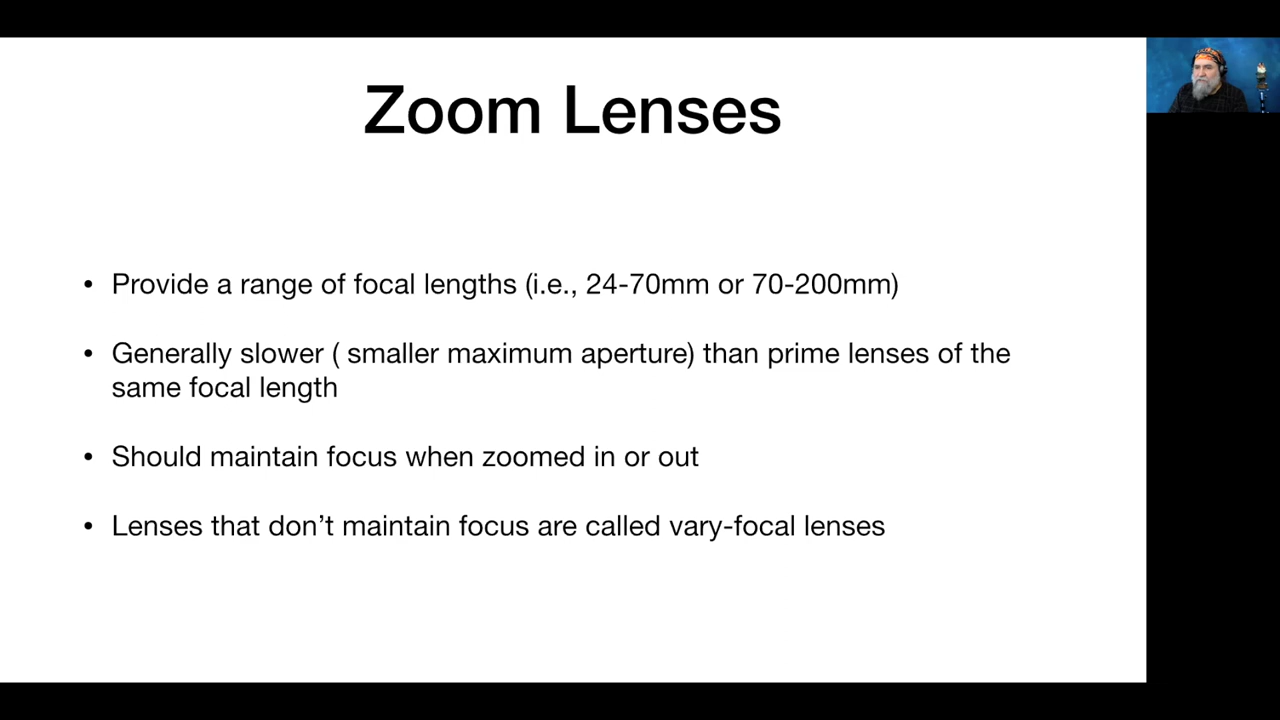 Zoom Lenses
• Provide a range of focal lengths (i.e., 24-70mm or 70-200mm)
• Generally slower ( smaller maximum aperture) than prime lenses of the
same focal length
• Should maintain focus when zoomed in or out
• Lenses that don’t maintain focus are called vary-focal lenses